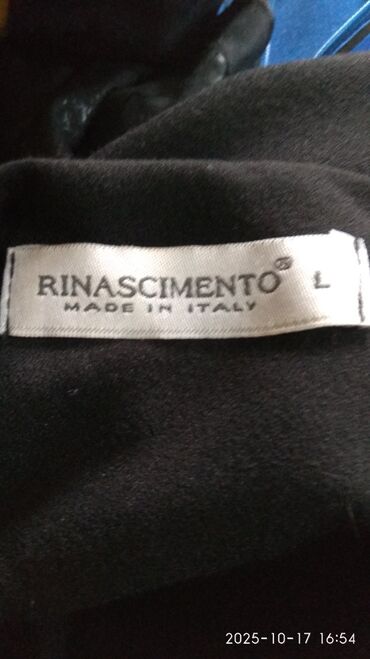 RINASCIMENTO® L
MADE IN ITALY
2025-10-17 16:54